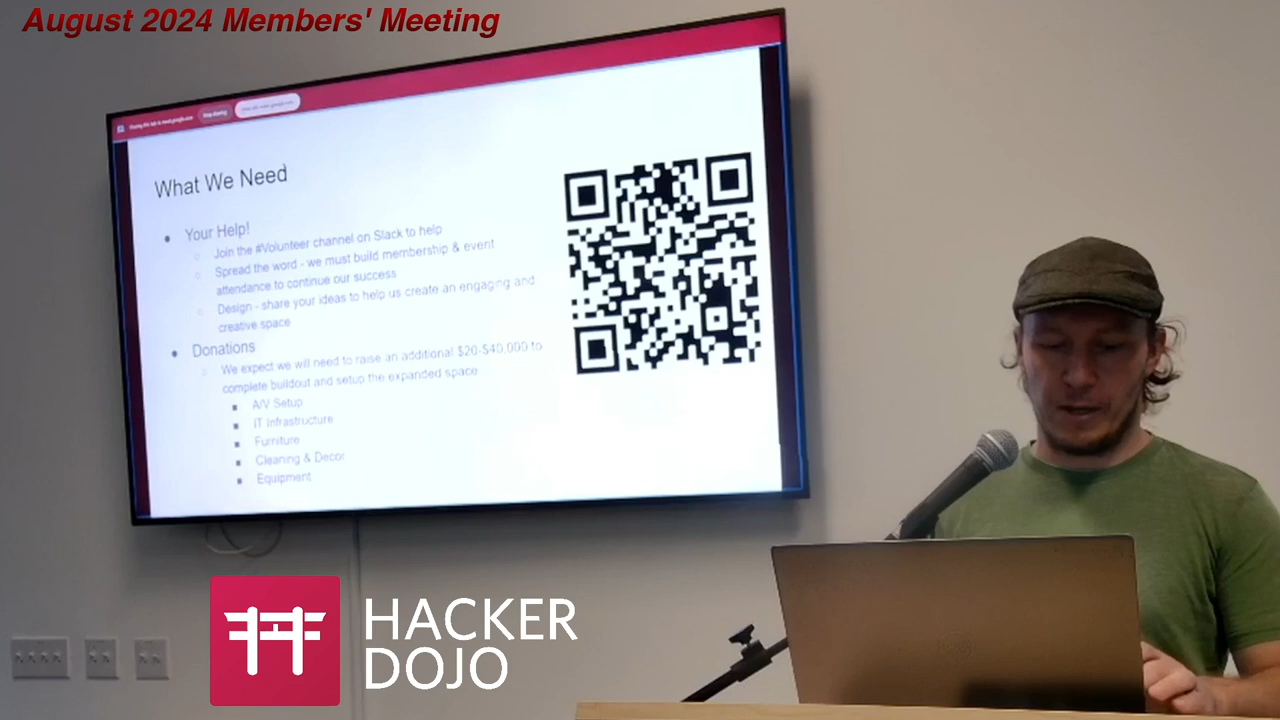 August 2024 Members' Meeting
What We Need
Your Help!
Join the #Volunteer channel on Slack to help
Spread the word - we must build membership & event
attendance to continue our success
Design - share your ideas to help us create an engaging and
creative space
Donations
We expect we will need to raise an additional $20-$40,000 to
complete buildout and setup the expanded space
A/V Setup
IT Infrastructure
Furniture
Cleaning & Decor
Equipment
HACKER
DOJO